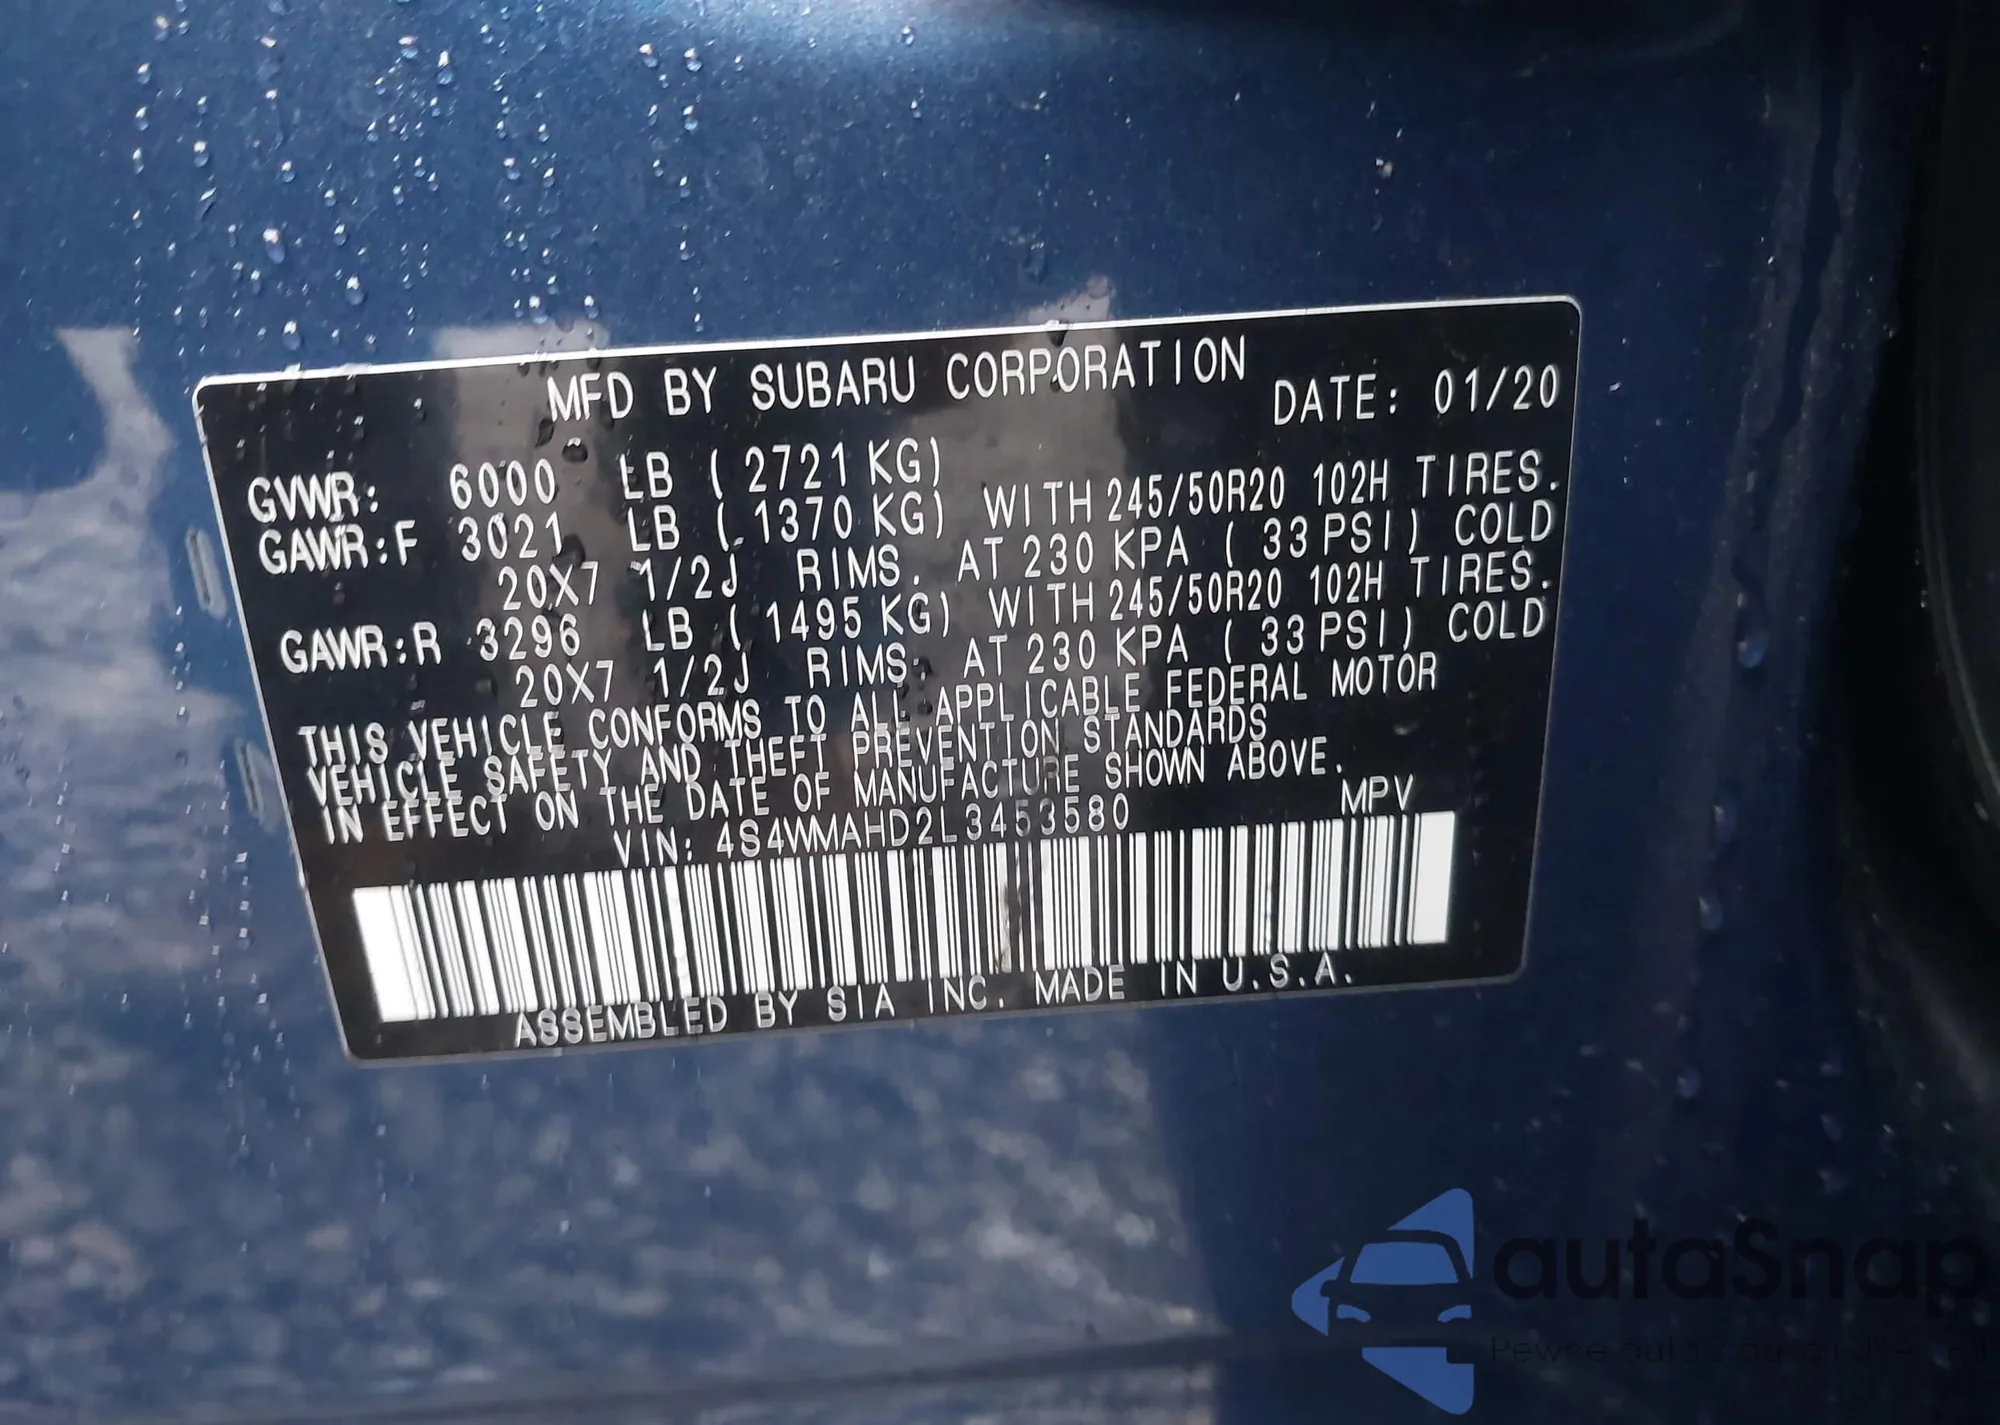 MFD BY SUBARU CORPORATION DATE: 01/20
GVWR: 6000 LB ( 2721 KG)
GAWR:F 3021 LB ( 1370 KG) WITH 245/50R20 102H TIRES.
20X7 1/2J RIMS. AT 230 KPA ( 33 PSI) COLD
GAWR:R 3296 LB ( 1495 KG) WITH 245/50R20 102H TIRES.
20X7 1/2J RIMS. AT 230 KPA ( 33 PSI) COLD
THIS VEHICLE CONFORMS TO ALL APPLICABLE FEDERAL MOTOR
VEHICLE SAFETY AND THEFT PREVENTION STANDARDS
IN EFFECT ON THE DATE OF MANUFACTURE SHOWN ABOVE.
VIN: 4S4WMAHD2L3453580 MPV
ASSEMBLED BY SIA INC. MADE IN U.S.A.
autaSnap
Pewne auta